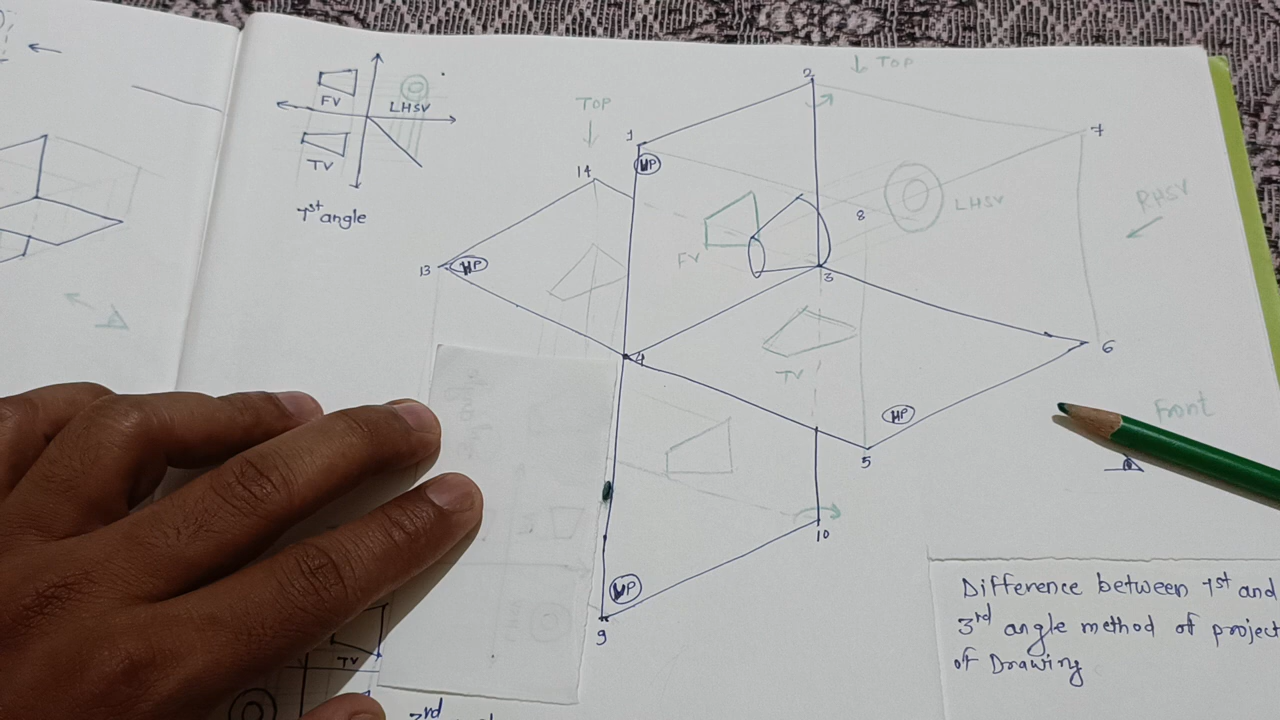 FV
LHSV
TV
1st angle
TOP
TOP
2
1
VP
7
14
13
HP
8
LHSV
RHSV
FV
3
4
TV
6
HP
5
Front
10
VP
9
TV
3rd
Difference between 1st and
3rd angle method of project
of Drawing